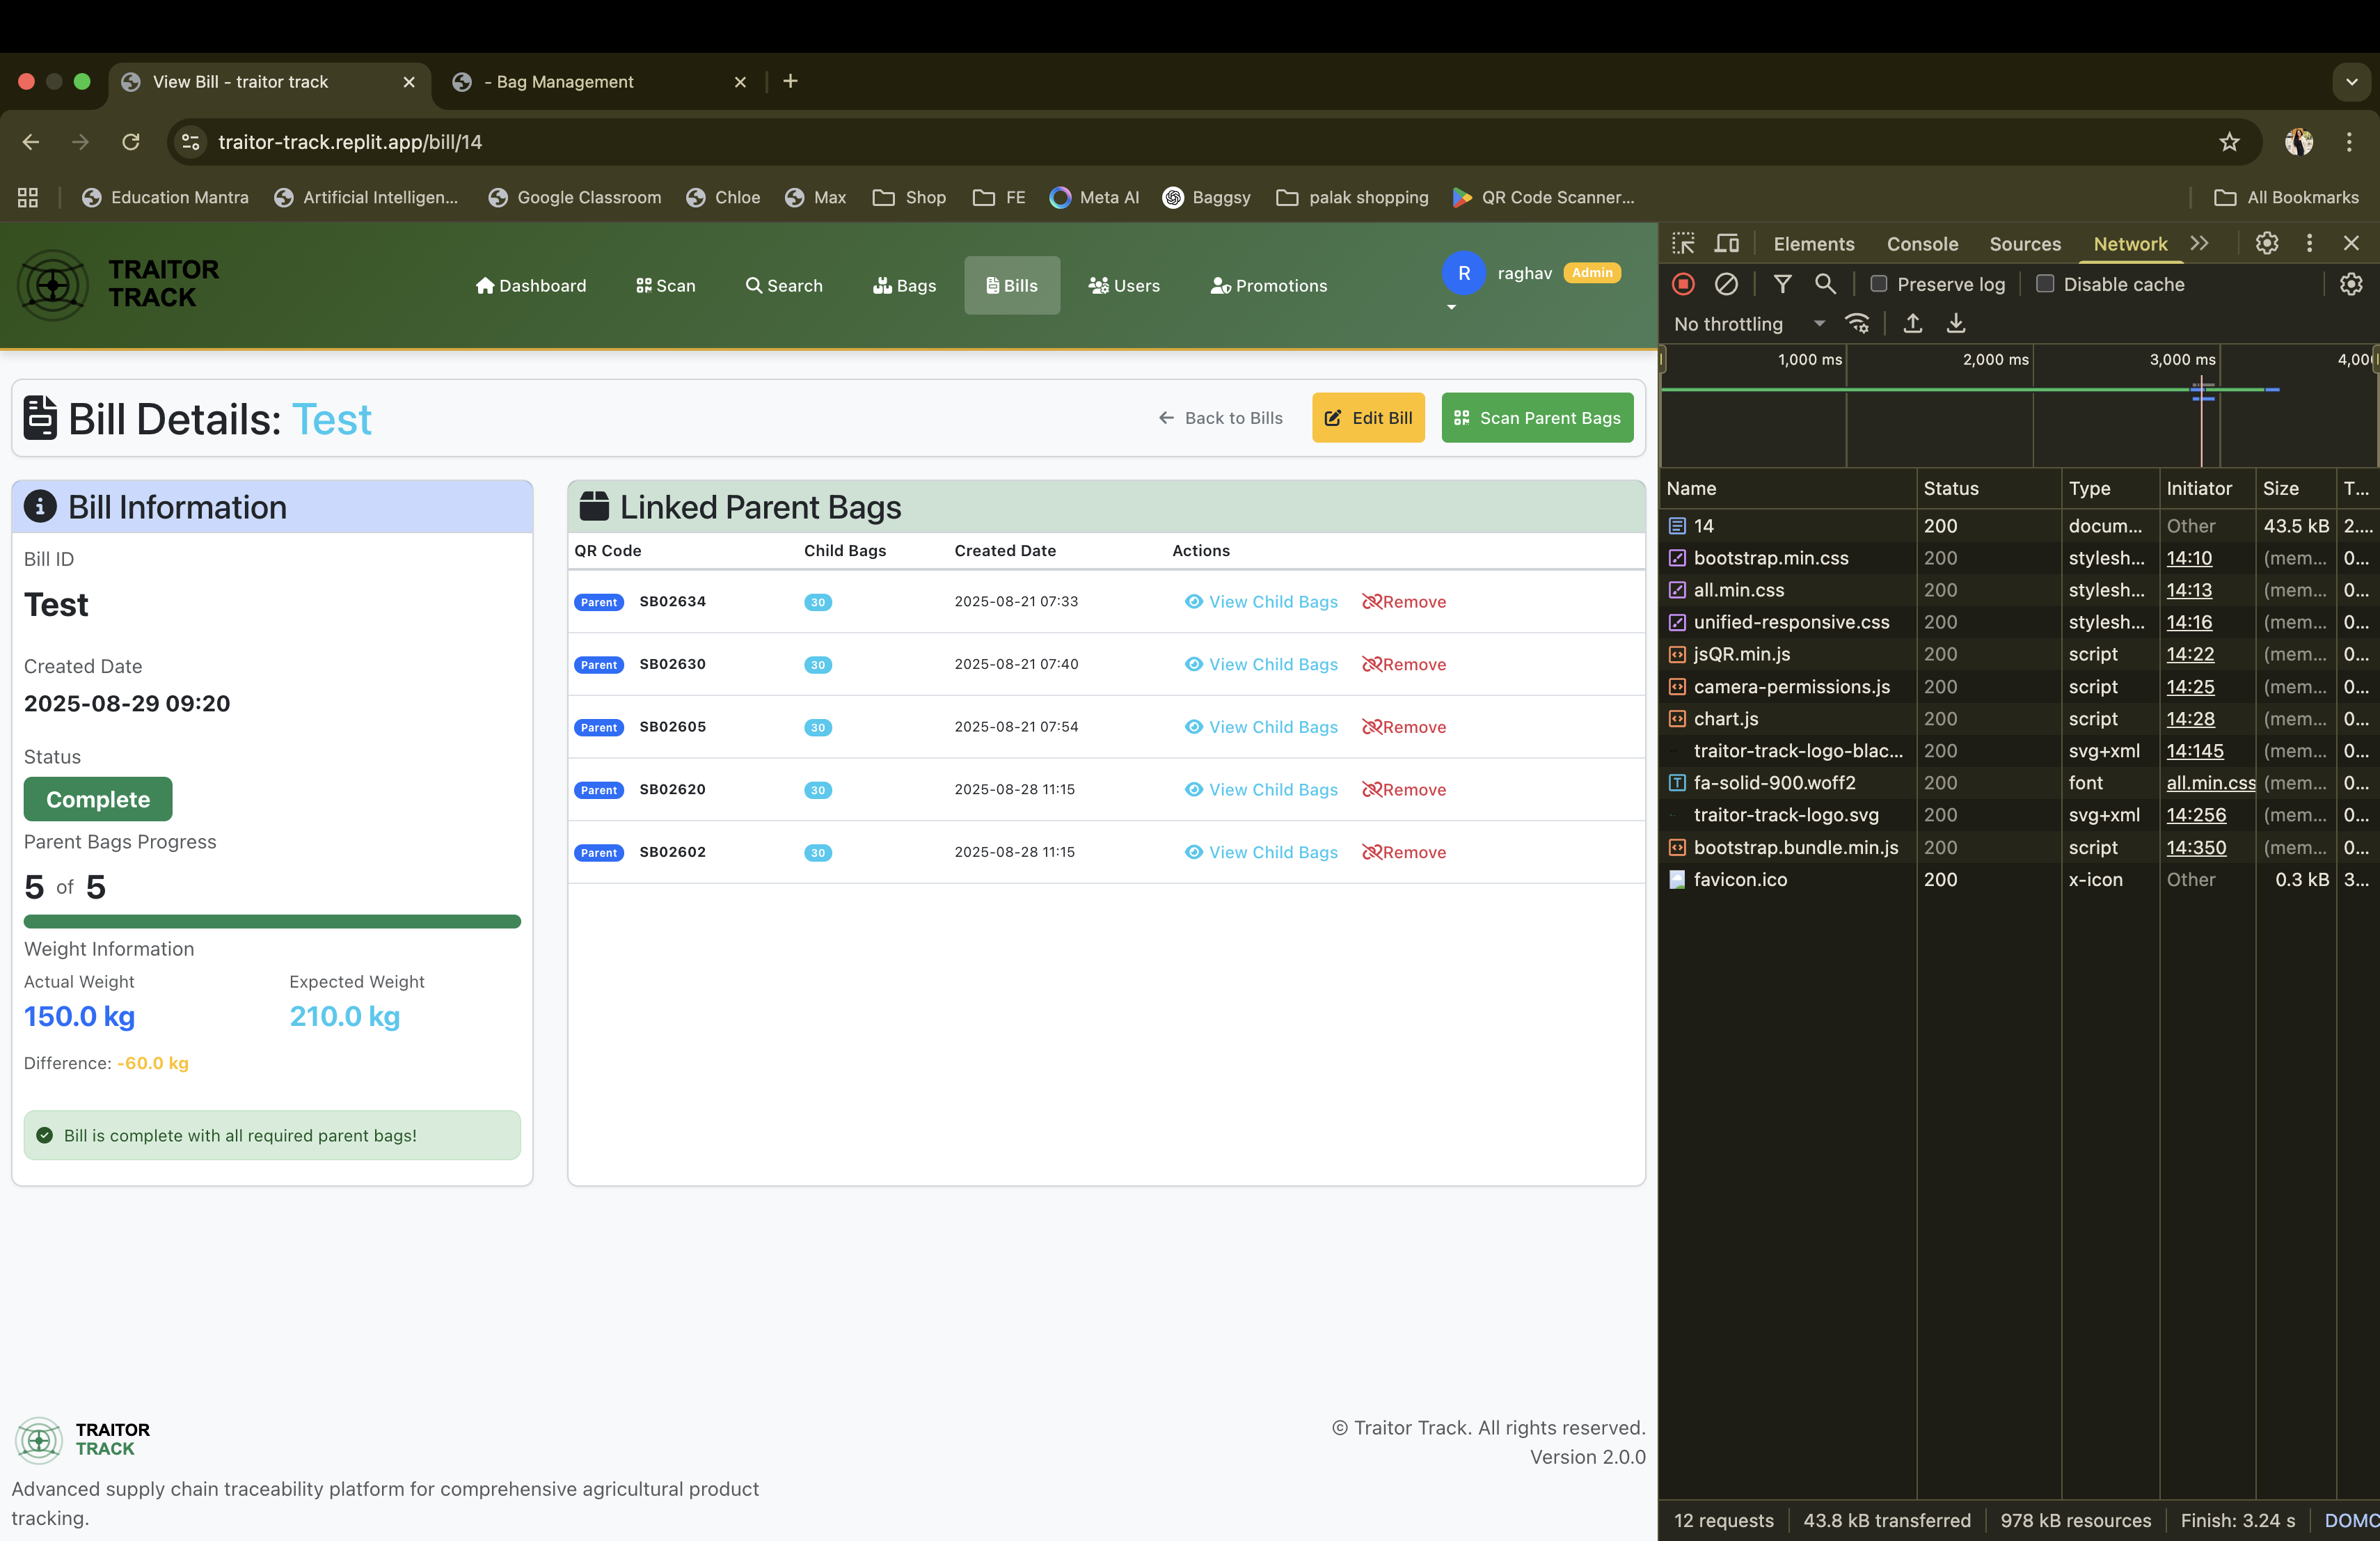 View Bill - traitor track
- Bag Management
traitor-track.replit.app/bill/14
Education Mantra
Artificial Intelligen...
Google Classroom
Chloe
Max
Shop
FE
Meta AI
Baggsy
palak shopping
QR Code Scanner...
All Bookmarks
TRAITOR
TRACK
Dashboard
Scan
Search
Bags
Bills
Users
Promotions
R
raghav
Admin
Bill Details: Test
Back to Bills
Edit Bill
Scan Parent Bags
Bill Information
Bill ID
Test
Created Date
2025-08-29 09:20
Status
Complete
Parent Bags Progress
5 of 5
Weight Information
Actual Weight Expected Weight
150.0 kg 210.0 kg
Difference: -60.0 kg
Bill is complete with all required parent bags!
Linked Parent Bags
QR Code Child Bags Created Date Actions
Parent SB02634 30 2025-08-21 07:33 View Child Bags Remove
Parent SB02630 30 2025-08-21 07:40 View Child Bags Remove
Parent SB02605 30 2025-08-21 07:54 View Child Bags Remove
Parent SB02620 30 2025-08-28 11:15 View Child Bags Remove
Parent SB02602 30 2025-08-28 11:15 View Child Bags Remove
TRAITOR
TRACK
Advanced supply chain traceability platform for comprehensive agricultural product
tracking.
© Traitor Track. All rights reserved.
Version 2.0.0
Elements Console Sources Network
Preserve log Disable cache
No throttling
1,000 ms 2,000 ms 3,000 ms 4,00
Name Status Type Initiator Size T...
14 200 docum... Other 43.5 kB 2....
bootstrap.min.css 200 stylesh... 14:10 (mem... 0...
all.min.css 200 stylesh... 14:13 (mem... 0...
unified-responsive.css 200 stylesh... 14:16 (mem... 0...
jsQR.min.js 200 script 14:22 (mem... 0...
camera-permissions.js 200 script 14:25 (mem... 0...
chart.js 200 script 14:28 (mem... 0...
traitor-track-logo-blac... 200 svg+xml 14:145 (mem... 0...
fa-solid-900.woff2 200 font all.min.css (mem... 0...
traitor-track-logo.svg 200 svg+xml 14:256 (mem... 0...
bootstrap.bundle.min.js 200 script 14:350 (mem... 0...
favicon.ico 200 x-icon Other 0.3 kB 3...
12 requests 43.8 kB transferred 978 kB resources Finish: 3.24 s DOMC